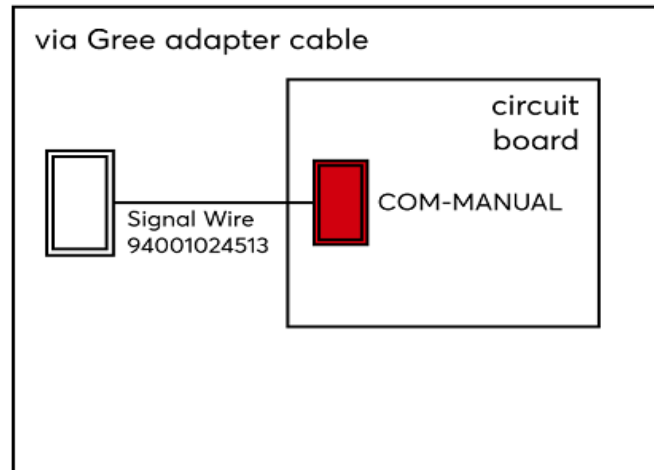 via Gree adapter cable
circuit
board
COM-MANUAL
Signal Wire
94001024513